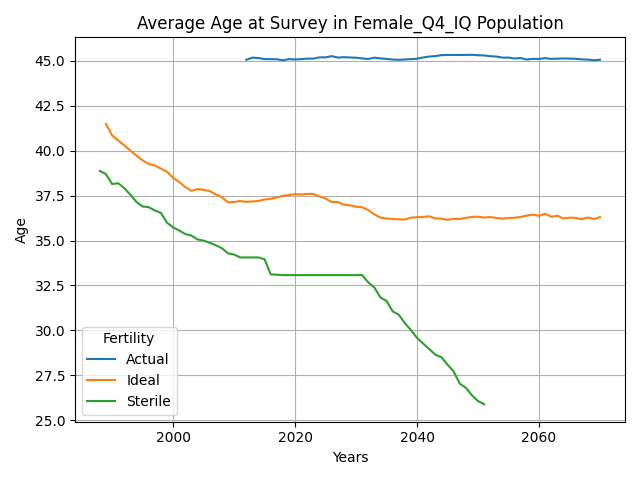 Average Age at Survey in Female_Q4_IQ Population
45.0
42.5
40.0
37.5
35.0
32.5
30.0
27.5
25.0
Age
Fertility
Actual
Ideal
Sterile
2000
2020
2040
2060
Years